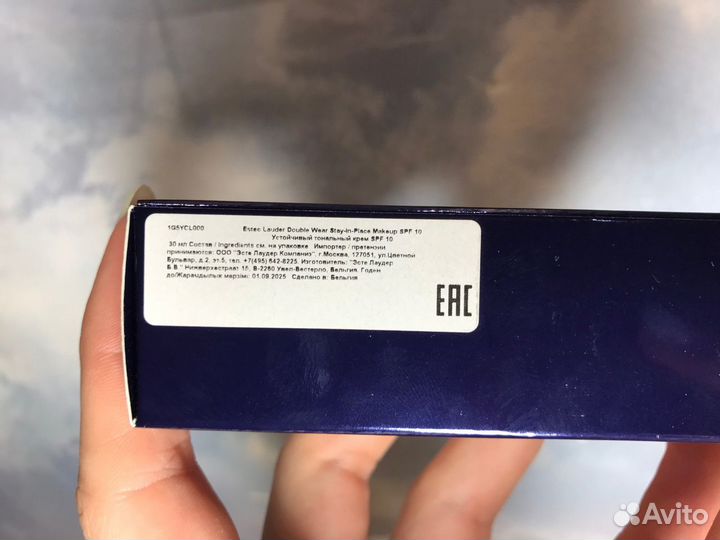 1G5YCL000 Estee Lauder Double Wear Stay-in-Place Makeup SPF 10
Устойчивый тональный крем SPF 10
30 мл Состав / Ingredients см. на упаковке Импортер / претензии
принимаются: ООО "Эсте Лаудер Компаниз", г.Москва, 127051, ул.Цветной
Бульвар, д.2, эт.5, тел. +7(495) 642-8225. Изготовитель: "Эсте Лаудер
Б.В." Нижверхестраат 15, B-2260 Увел-Вестерло, Бельгия. Годен
до/Жарамдылық мерзімі: 01.09.2025 Сделано в: Бельгия
EAC
Avito